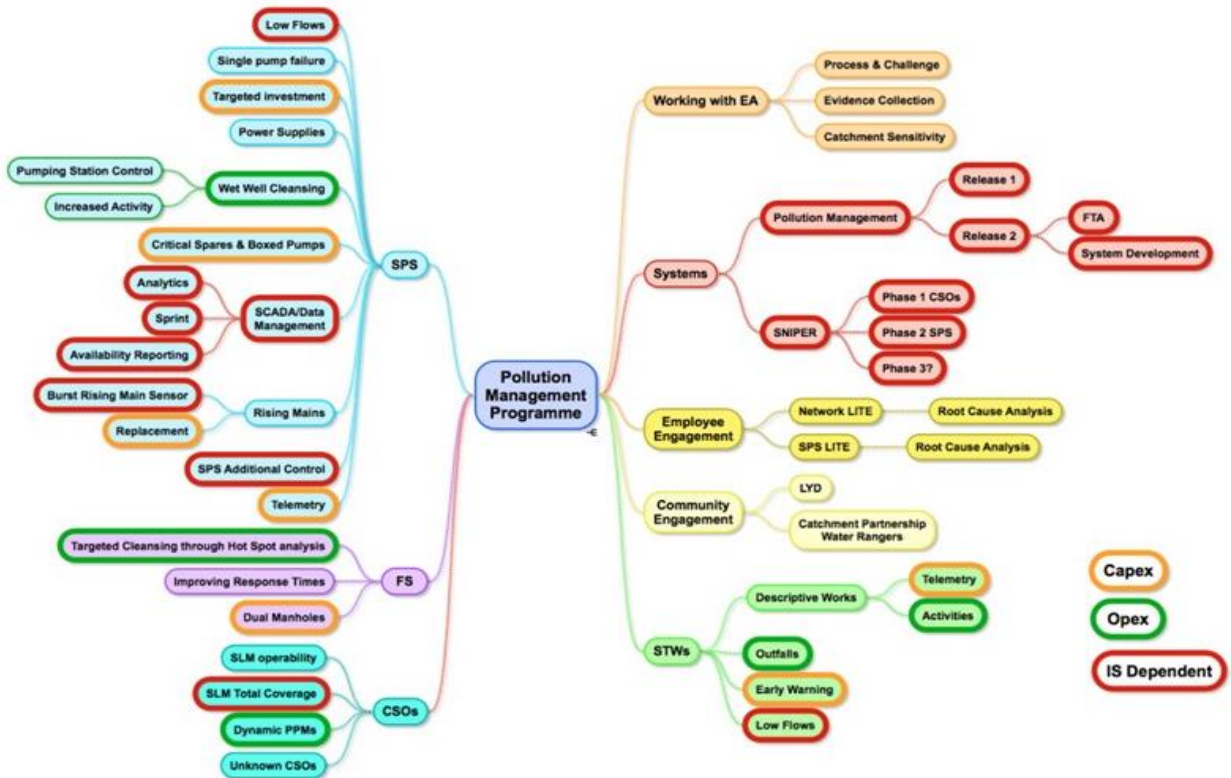 Low Flows
Single pump failure
Targeted investment
Power Supplies
Pumping Station Control
Increased Activity
Wet Well Cleansing
Critical Spares & Boxed Pumps
Analytics
Sprint
Availability Reporting
SCADA/Data
Management
Burst Rising Main Sensor
Replacement
Rising Mains
SPS Additional Control
Telemetry
SPS
Targeted Cleansing through Hot Spot analysis
Improving Response Times
Dual Manholes
FS
SLM operability
SLM Total Coverage
Dynamic PPMs
Unknown CSOs
CSOs
Pollution
Management
Programme
Working with EA
Process & Challenge
Evidence Collection
Catchment Sensitivity
Systems
Pollution Management
Release 1
Release 2
FTA
System Development
SNIPER
Phase 1 CSOs
Phase 2 SPS
Phase 3?
Employee
Engagement
Network LITE
Root Cause Analysis
SPS LITE
Root Cause Analysis
Community
Engagement
LYD
Catchment Partnership
Water Rangers
STWs
Descriptive Works
Telemetry
Activities
Outfalls
Early Warning
Low Flows
Capex
Opex
IS Dependent